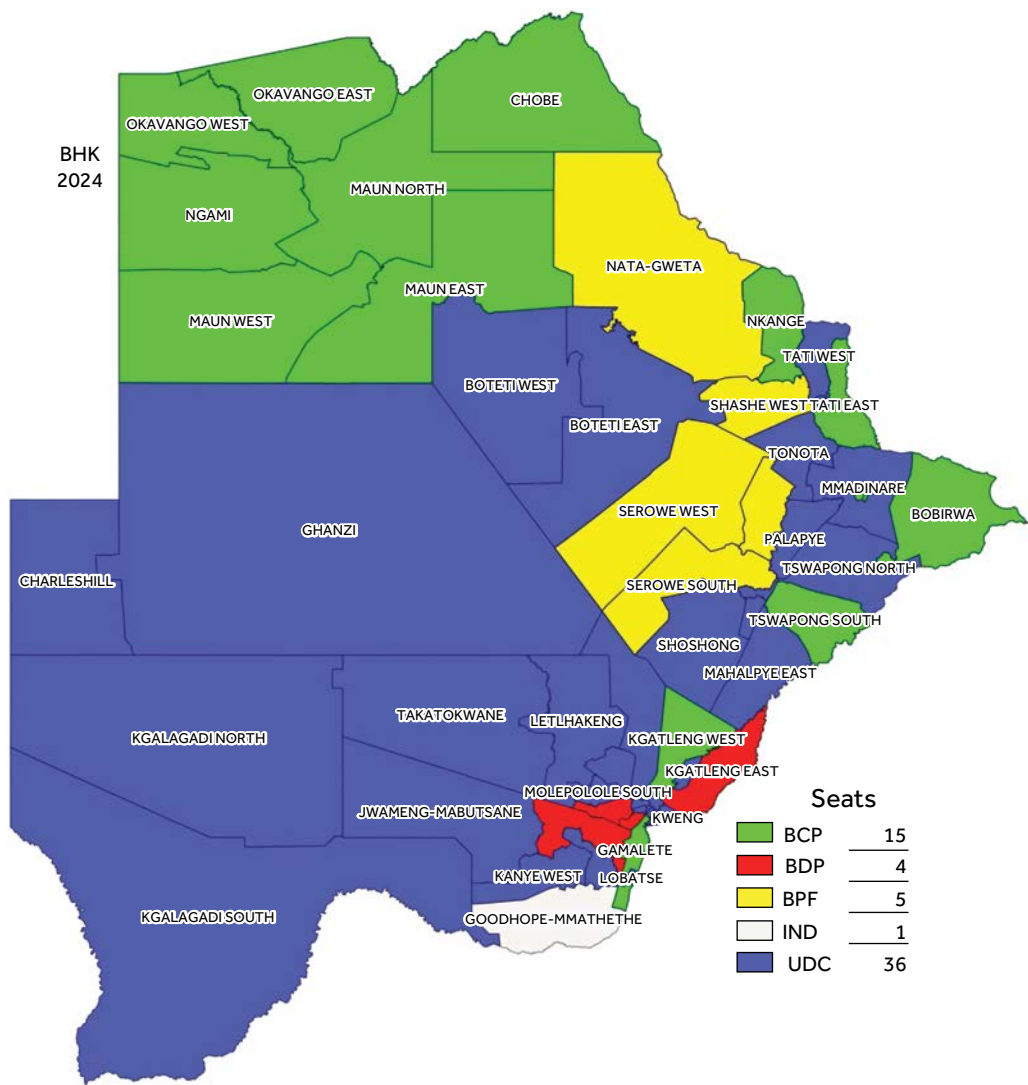 OKAVANGO EAST
CHOBE
OKAVANGO WEST
BHK
2024
MAUN NORTH
NGAMI
NATA-GWETA
MAUN EAST
MAUN WEST
NKANGE
TATI WEST
BOTETI WEST
SHASHE WEST TATI EAST
BOTETI EAST
TONOTA
MMADINARE
SEROWE WEST
BOBIRWA
GHANZI
PALAPYE
TSWAPONG NORTH
CHARLESHILL
SEROWE SOUTH
TSWAPONG SOUTH
SHOSHONG
MAHALPYE EAST
TAKATOKWANE
LETLHAKENG
KGALAGADI NORTH
KGATLENG WEST
KGATLENG EAST
MOLEPOLOLE SOUTH
JWAMENG-MABUTSANE
KWENG
GAMALETE
KANYE WEST
LOBATSE
KGALAGADI SOUTH
GOODHOPE-MMATHETHE
Seats
BCP 15
BDP 4
BPF 5
IND 1
UDC 36